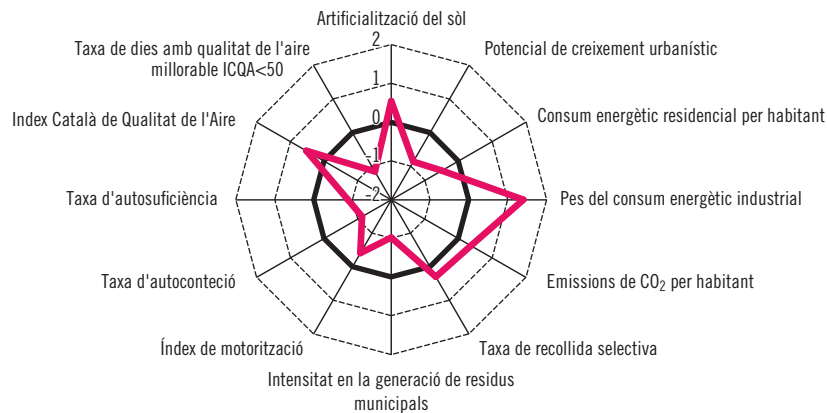 Artificialització del sòl
Potencial de creixement urbanístic
Consum energètic residencial per habitant
Pes del consum energètic industrial
Emissions de CO₂ per habitant
Taxa de recollida selectiva
Intensitat en la generació de residus
municipals
Índex de motorització
Taxa d'autoconteció
Taxa d'autosuficiència
Index Català de Qualitat de l'Aire
Taxa de dies amb qualitat de l'aire
millorable ICQA<50
2
1
0
-1
-2